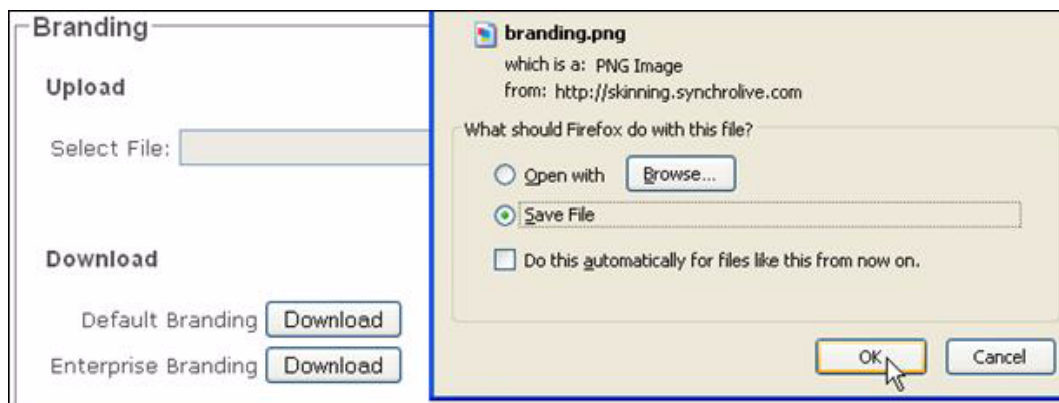 Branding
Upload
Select File:
Download
Default Branding Download
Enterprise Branding Download
branding.png
which is a: PNG Image
from: http://skinning.synchrolive.com
What should Firefox do with this file?
Open with Browse...
Save File
Do this automatically for files like this from now on.
OK Cancel